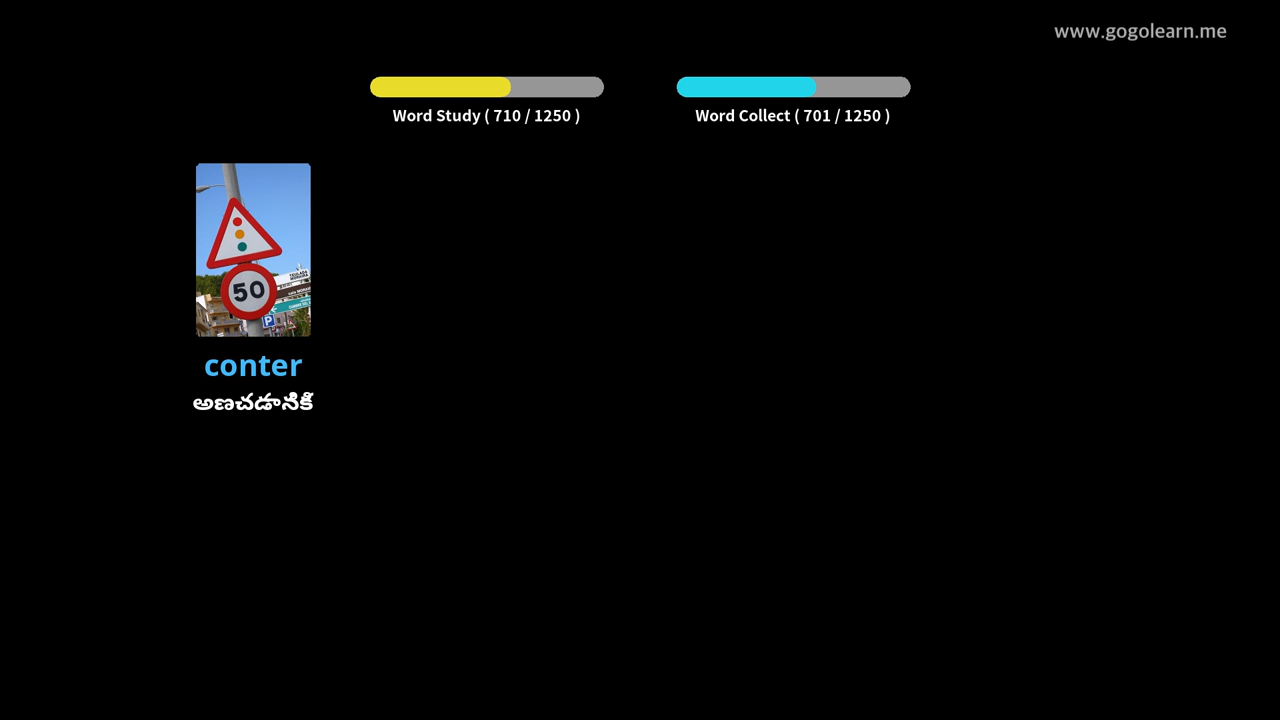 www.gogolearn.me
Word Study ( 710 / 1250 )
Word Collect ( 701 / 1250 )
50
P
conter
అణచడానికి